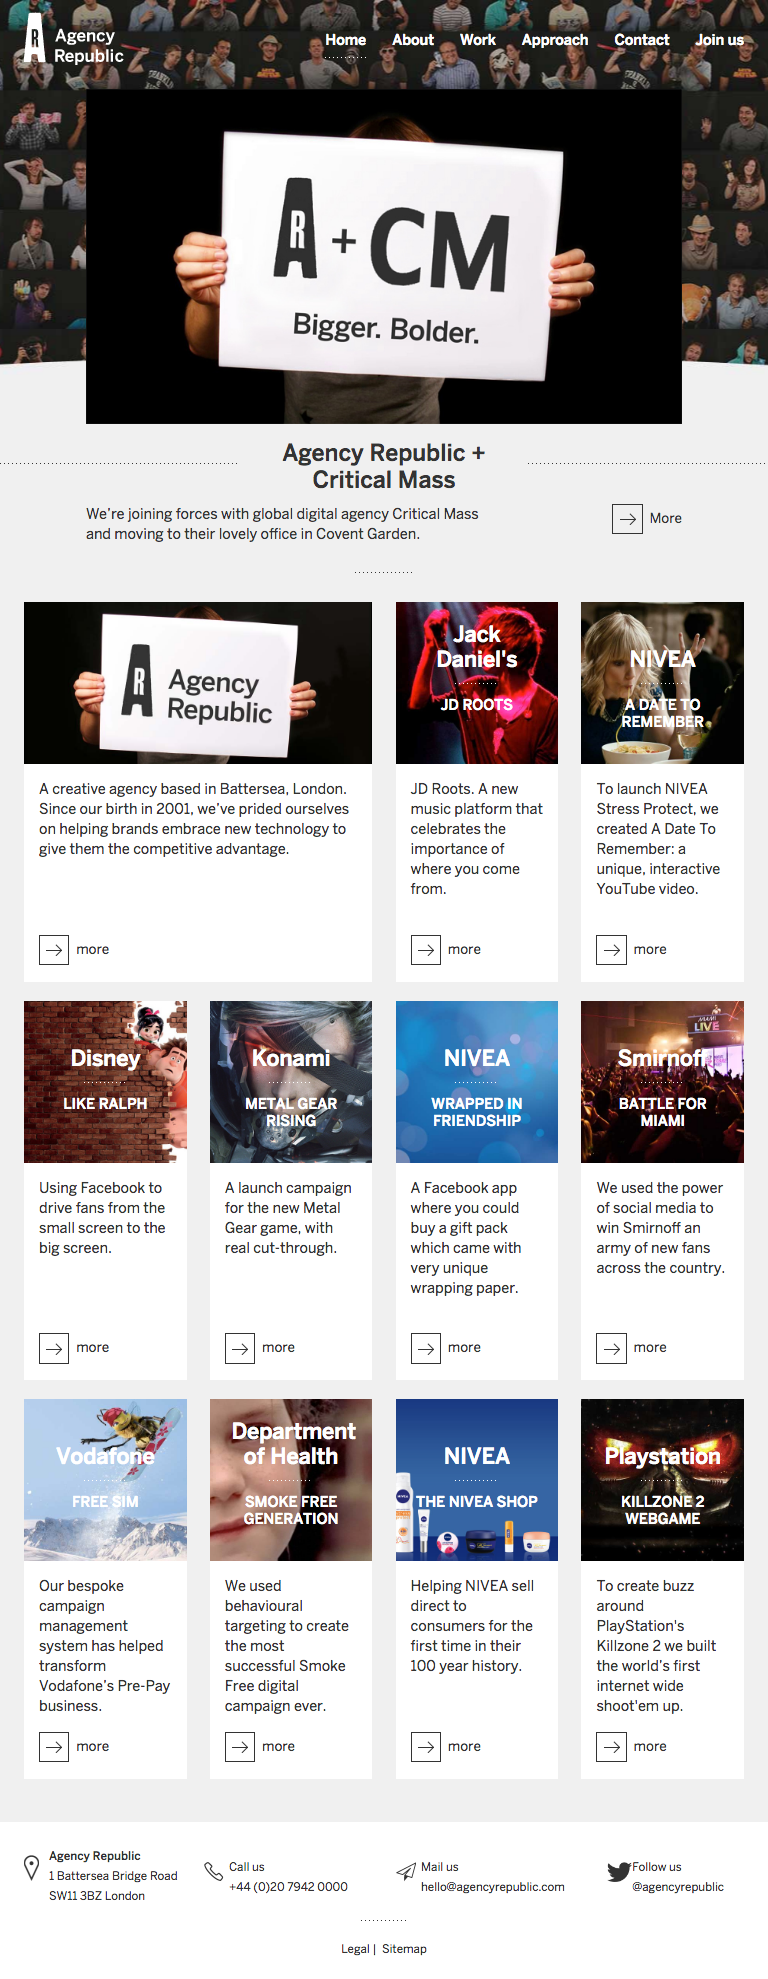 Agency
Republic
Home About Work Approach Contact Join us
AR + CM
Bigger. Bolder.
Agency Republic +
Critical Mass
We're joining forces with global digital agency Critical Mass
and moving to their lovely office in Covent Garden.
More
AR Agency
Republic
A creative agency based in Battersea, London.
Since our birth in 2001, we've prided ourselves
on helping brands embrace new technology to
give them the competitive advantage.
more
Jack
Daniel's
JD ROOTS
JD Roots. A new
music platform that
celebrates the
importance of
where you come
from.
more
NIVEA
A DATE TO
REMEMBER
To launch NIVEA
Stress Protect, we
created A Date To
Remember: a
unique, interactive
YouTube video.
more
Disney
LIKE RALPH
Using Facebook to
drive fans from the
small screen to the
big screen.
more
Konami
METAL GEAR
RISING
A launch campaign
for the new Metal
Gear game, with
real cut-through.
more
NIVEA
WRAPPED IN
FRIENDSHIP
A Facebook app
where you could
buy a gift pack
which came with
very unique
wrapping paper.
more
MIAMI
LIVE
Smirnoff
BATTLE FOR
MIAMI
We used the power
of social media to
win Smirnoff an
army of new fans
across the country.
more
Vodafone
FREE SIM
Our bespoke
campaign
management
system has helped
transform
Vodafone's Pre-Pay
business.
more
Department
of Health
SMOKE FREE
GENERATION
We used
behavioural
targeting to create
the most
successful Smoke
Free digital
campaign ever.
more
NIVEA
THE NIVEA SHOP
Helping NIVEA sell
direct to
consumers for the
first time in their
100 year history.
more
Playstation
KILLZONE 2
WEBGAME
To create buzz
around
PlayStation's
Killzone 2 we built
the world's first
internet wide
shoot'em up.
more
Agency Republic
1 Battersea Bridge Road
SW11 3BZ London
Call us
+44 (0)20 7942 0000
Mail us
hello@agencyrepublic.com
Follow us
@agencyrepublic
Legal | Sitemap